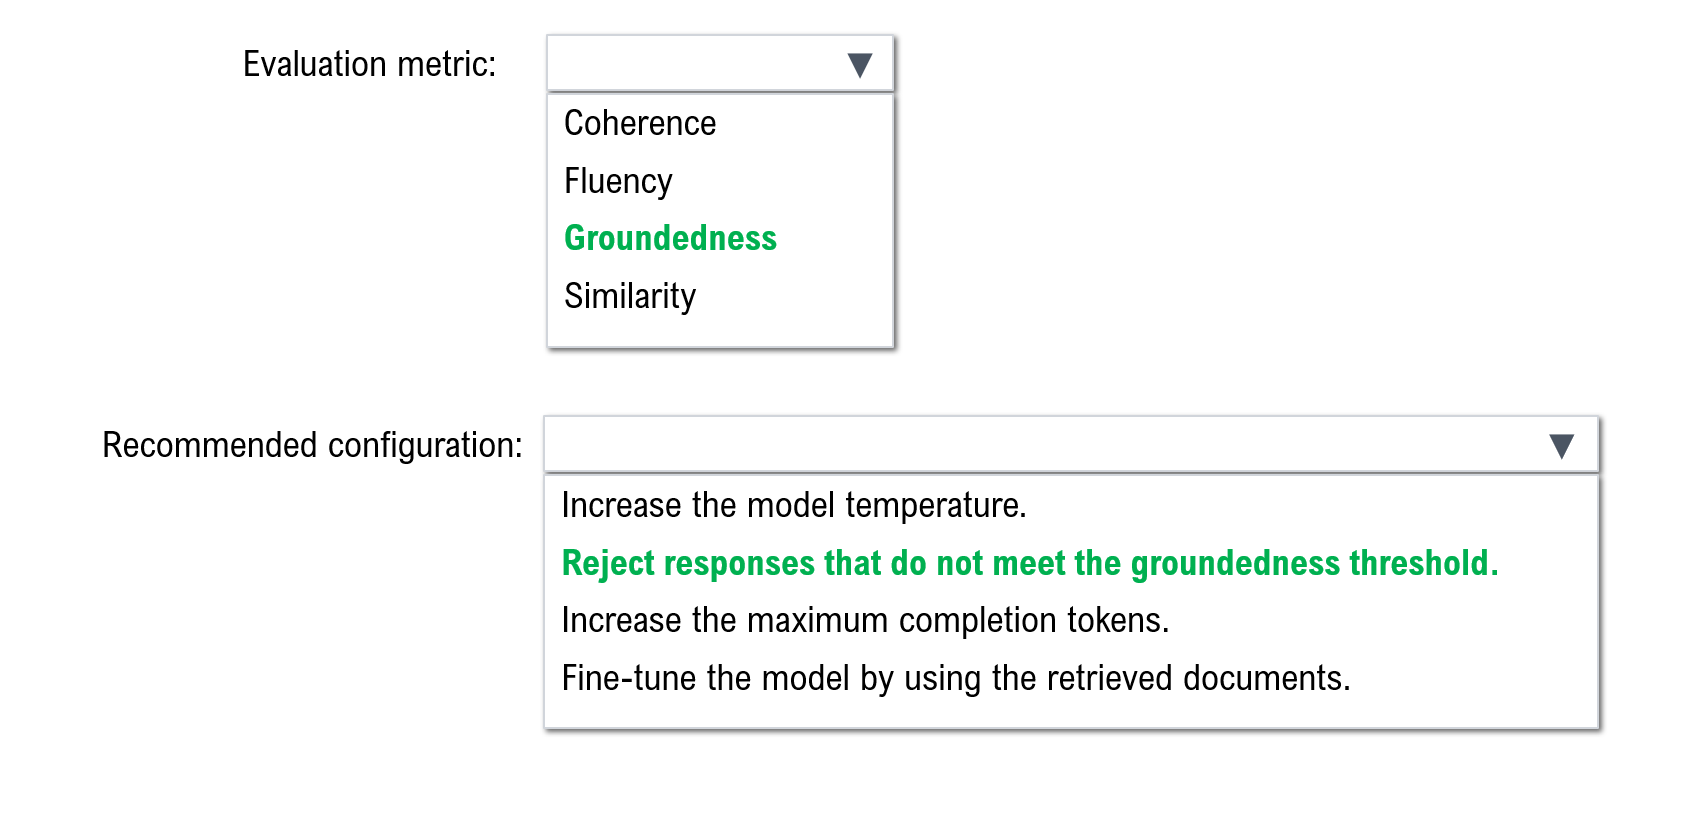 Evaluation metric:
Coherence
Fluency
Groundedness
Similarity
Recommended configuration:
Increase the model temperature.
Reject responses that do not meet the groundedness threshold.
Increase the maximum completion tokens.
Fine-tune the model by using the retrieved documents.